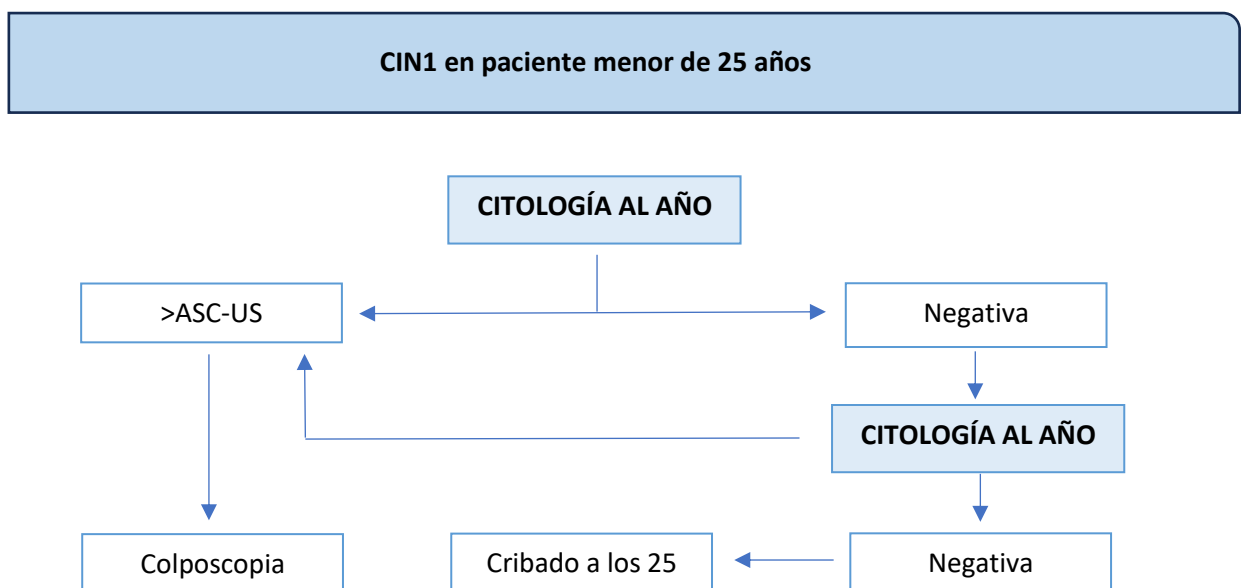 CIN1 en paciente menor de 25 años
CITOLOGÍA AL AÑO
>ASC-US
Negativa
CITOLOGÍA AL AÑO
Colposcopia
Cribado a los 25
Negativa